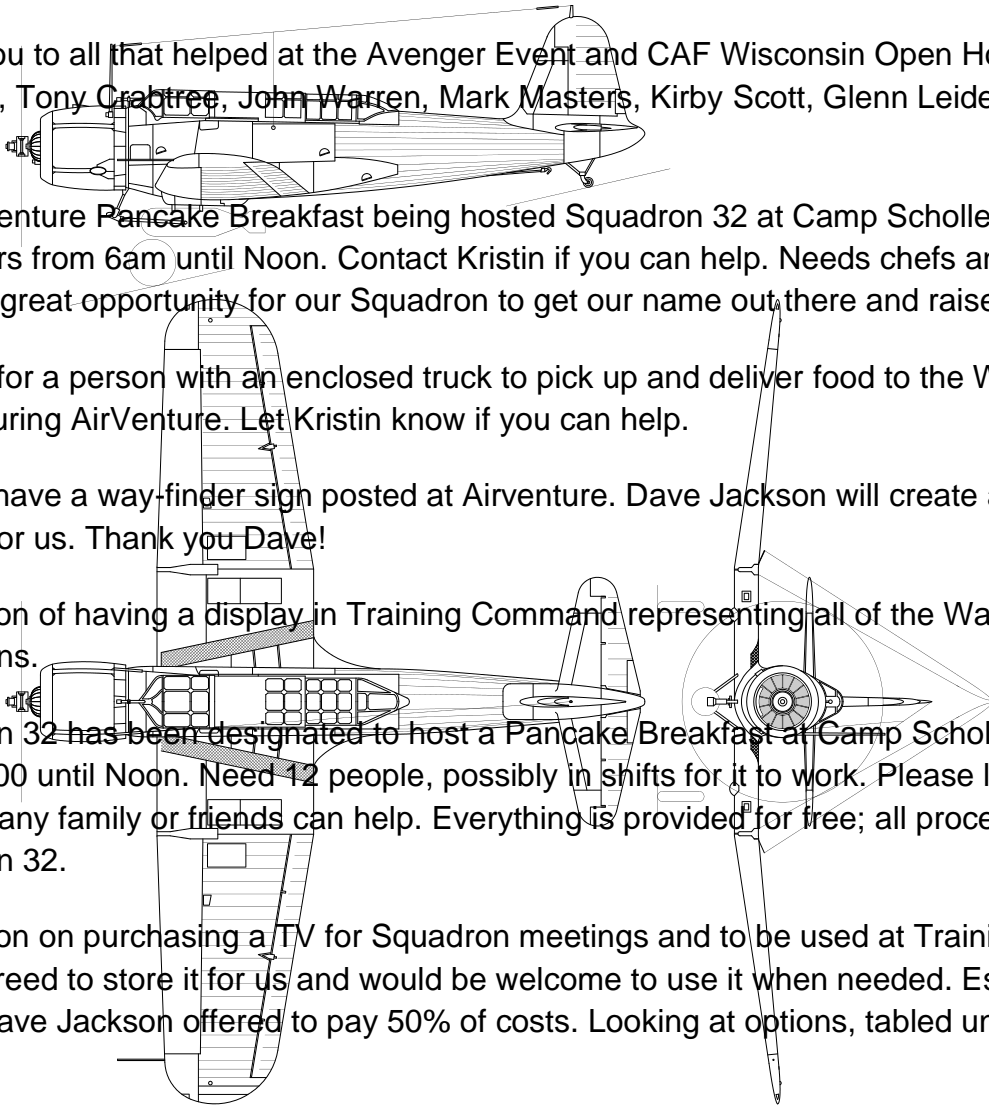 ou to all that helped at the Avenger Event and CAF Wisconsin Open Ho
, Tony Crabtree, John Warren, Mark Masters, Kirby Scott, Glenn Leide
enture Pancake Breakfast being hosted Squadron 32 at Camp Scholle
rs from 6am until Noon. Contact Kristin if you can help. Needs chefs an
great opportunity for our Squadron to get our name out there and raise
for a person with an enclosed truck to pick up and deliver food to the W
uring AirVenture. Let Kristin know if you can help.
have a way-finder sign posted at Airventure. Dave Jackson will create a
or us. Thank you Dave!
on of having a display in Training Command representing all of the Wa
ns.
n 32 has been designated to host a Pancake Breakfast at Camp Schol
00 until Noon. Need 12 people, possibly in shifts for it to work. Please l
any family or friends can help. Everything is provided for free; all proce
n 32.
on on purchasing a TV for Squadron meetings and to be used at Traini
reed to store it for us and would be welcome to use it when needed. Es
ave Jackson offered to pay 50% of costs. Looking at options, tabled un